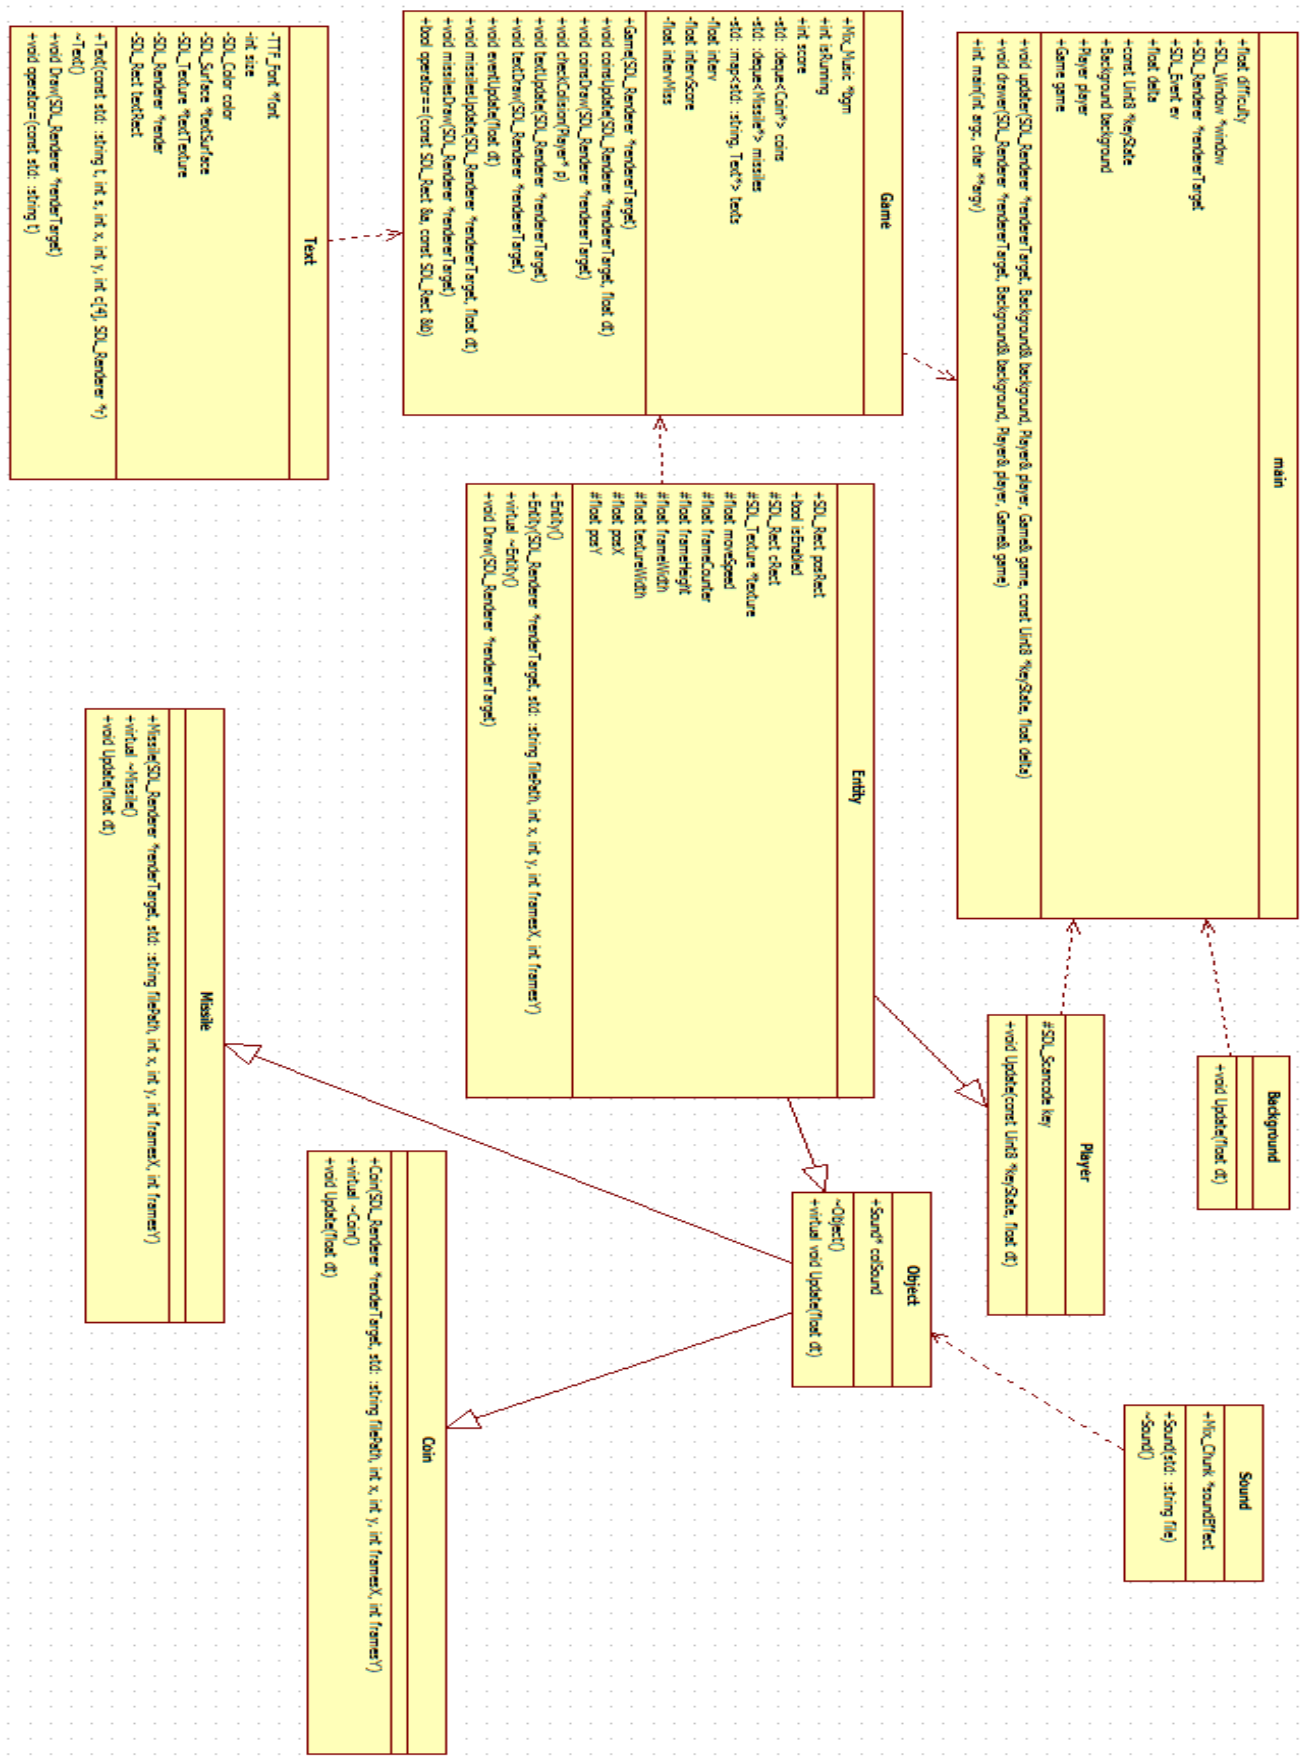 main
+float difficulty
+SDL_Window *window
+SDL_Renderer *rendererTarget
+SDL_Event ev
+float delta
+const Uint8 *keyState
+Background background
+Player player
+Game game
+void updater(SDL_Renderer *rendererTarget, Background& background, Player& player, Game& game, const Uint8 *keyState, float delta)
+void drawer(SDL_Renderer *rendererTarget, Background& background, Player& player, Game& game)
+int main(int argc, char **argv)
Background
+void Update(float dt)
Player
#SDL_Scancode key
+void Update(const Uint8 *keyState, float dt)
Sound
+Mix_Chunk *soundEffect
+Sound(std: :string file)
~Sound()
Game
+Mix_Music *bgm
+int isRunning
+int score
-std: :deque<Coin*> coins
-std: :deque<Missile*> missiles
-std: :map<std: :string, Text*> texts
-float interv
-float intervScore
-float intervMiss
+Game(SDL_Renderer *rendererTarget)
+void coinsUpdate(SDL_Renderer *rendererTarget, float dt)
+void coinsDraw(SDL_Renderer *rendererTarget)
+void checkCollision(Player* p)
+void textUpdate(SDL_Renderer *rendererTarget)
+void textDraw(SDL_Renderer *rendererTarget)
+void eventUpdate(float dt)
+void missilesUpdate(SDL_Renderer *rendererTarget, float dt)
+void missilesDraw(SDL_Renderer *rendererTarget)
+bool operator==(const SDL_Rect &a, const SDL_Rect &b)
Entity
+SDL_Rect posRect
+bool isEnabled
#SDL_Rect cRect
#SDL_Texture *texture
#float moveSpeed
#float frameCounter
#float frameHeight
#float frameWidth
#float textureWidth
#float posX
#float posY
+Entity()
+Entity(SDL_Renderer *renderTarget, std: :string filePath, int x, int y, int framesX, int framesY)
+virtual ~Entity()
+void Draw(SDL_Renderer *rendererTarget)
Object
+Sound* colSound
~Object()
+virtual void Update(float dt)
Text
-TTF_Font *font
-int size
-SDL_Color color
-SDL_Surface *textSurface
-SDL_Texture *textTexture
-SDL_Renderer *render
-SDL_Rect textRect
+Text(const std: :string t, int s, int x, int y, int c[4], SDL_Renderer *r)
~Text()
+void Draw(SDL_Renderer *renderTarget)
+void operator=(const std: :string t)
Missile
+Missile(SDL_Renderer *renderTarget, std: :string filePath, int x, int y, int framesX, int framesY)
+virtual ~Missile()
+void Update(float dt)
Coin
+Coin(SDL_Renderer *renderTarget, std: :string filePath, int x, int y, int framesX, int framesY)
+virtual ~Coin()
+void Update(float dt)